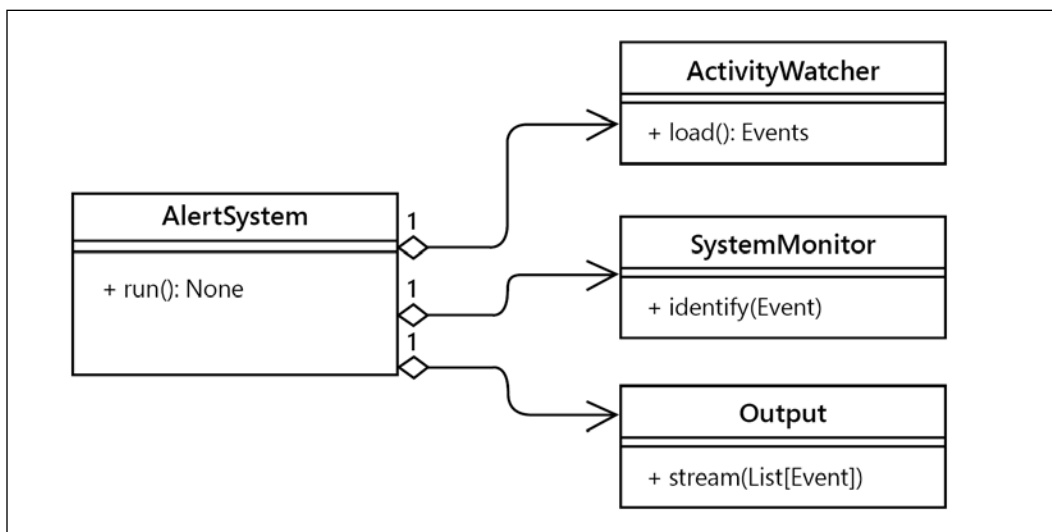 ActivityWatcher
+ load(): Events
AlertSystem
+ run(): None
1
1
1
SystemMonitor
+ identify(Event)
Output
+ stream(List[Event])